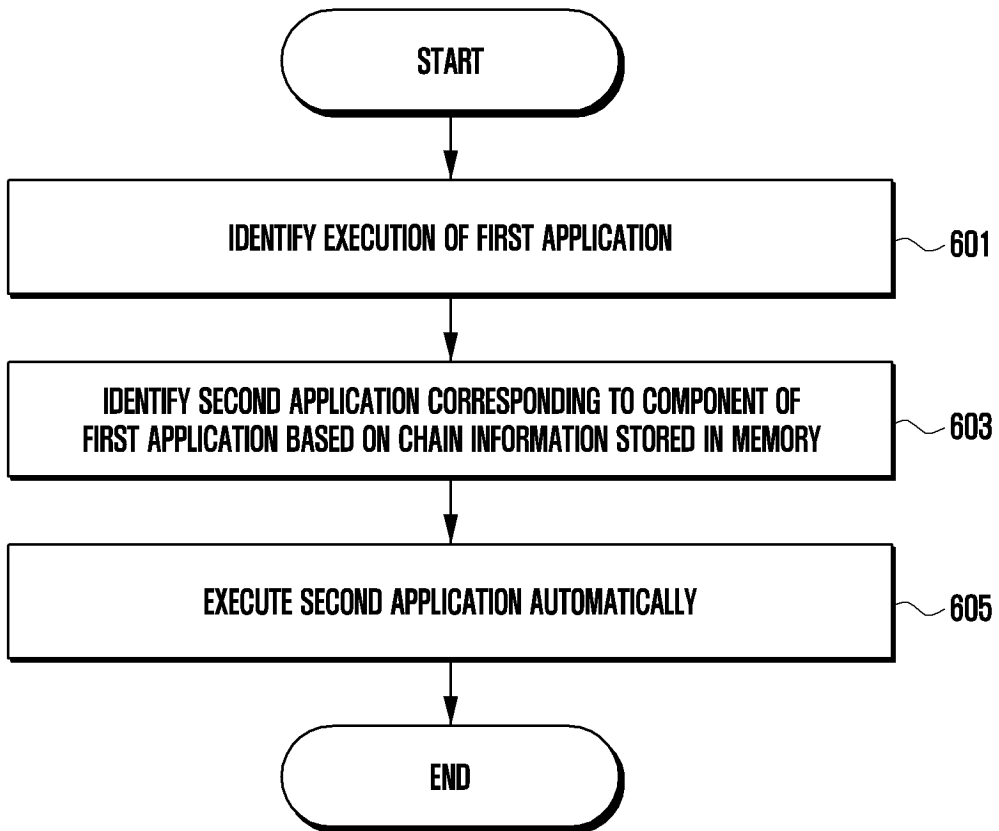 START
IDENTIFY EXECUTION OF FIRST APPLICATION
601
IDENTIFY SECOND APPLICATION CORRESPONDING TO COMPONENT OF
FIRST APPLICATION BASED ON CHAIN INFORMATION STORED IN MEMORY
603
EXECUTE SECOND APPLICATION AUTOMATICALLY
605
END